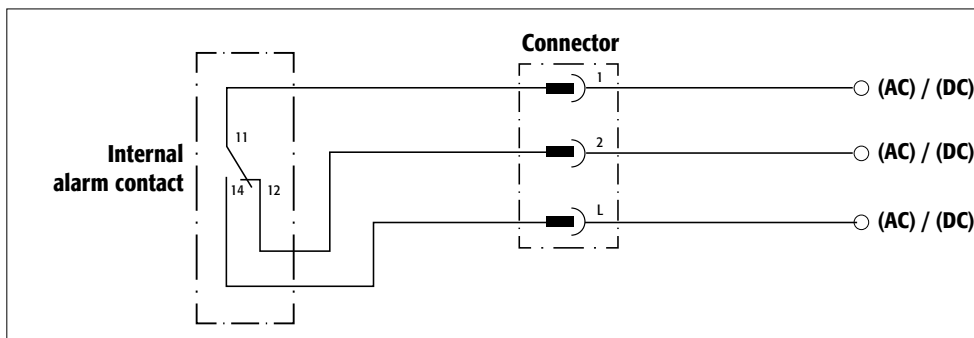 Connector
1
(AC) / (DC)
11
Internal
alarm contact
2
(AC) / (DC)
14
12
L
(AC) / (DC)